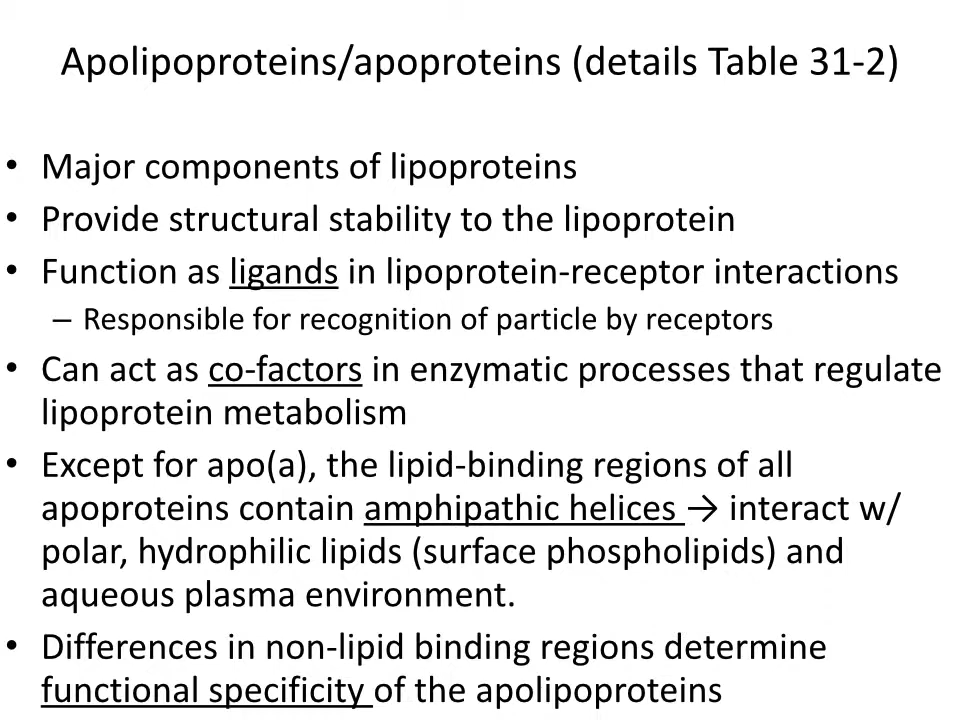 Apolipoproteins/apoproteins (details Table 31-2)
• Major components of lipoproteins
• Provide structural stability to the lipoprotein
• Function as ligands in lipoprotein-receptor interactions
– Responsible for recognition of particle by receptors
• Can act as co-factors in enzymatic processes that regulate
lipoprotein metabolism
• Except for apo(a), the lipid-binding regions of all
apoproteins contain amphipathic helices → interact w/
polar, hydrophilic lipids (surface phospholipids) and
aqueous plasma environment.
• Differences in non-lipid binding regions determine
functional specificity of the apolipoproteins